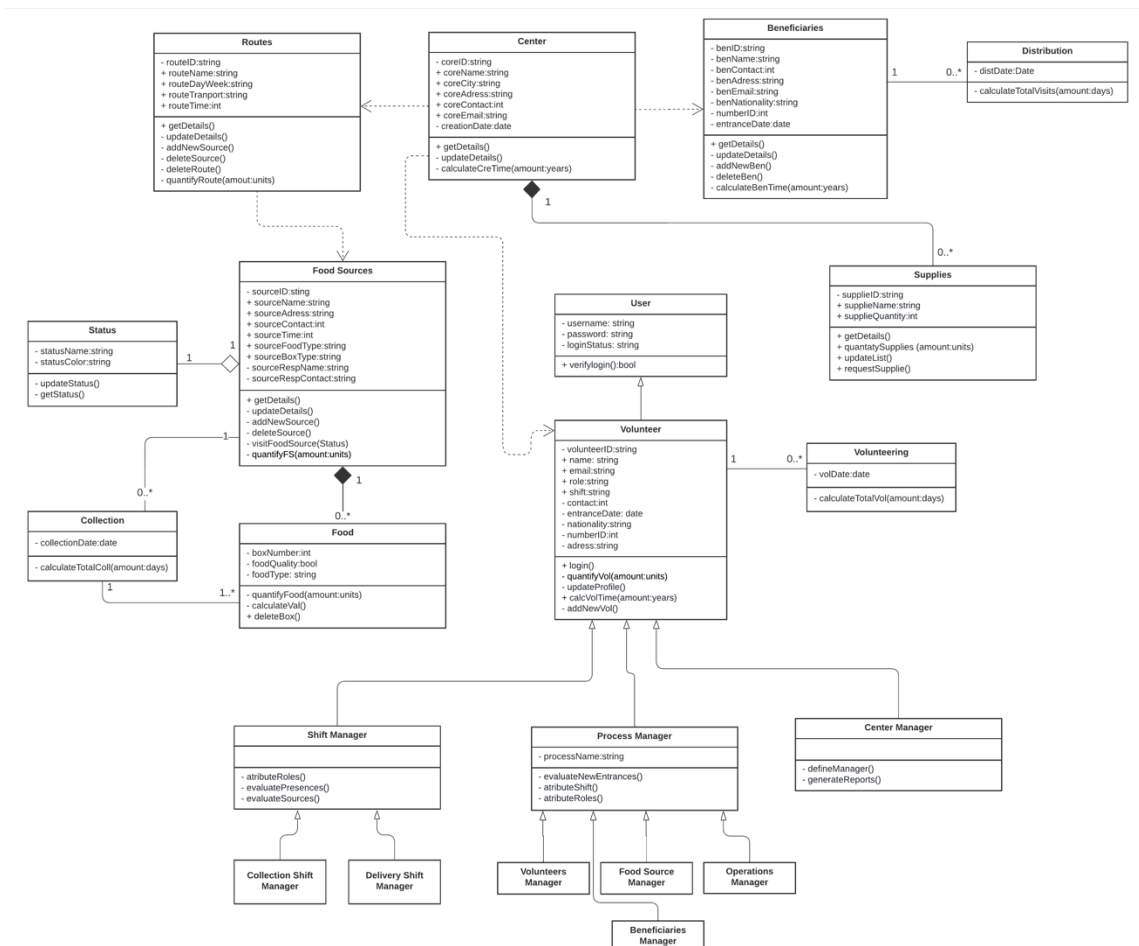 Routes
- routeID:string
+ routeName:string
+ routeDayWeek:string
+ routeTranport:string
+ routeTime:int
+ getDetails()
- updateDetails()
- addNewSource()
- deleteSource()
- deleteRoute()
- quantifyRoute(amout:units)
Center
- coreID:string
+ coreName:string
+ coreCity:string
+ coreAdress:string
+ coreContact:int
+ coreEmail:string
- creationDate:date
+ getDetails()
- updateDetails()
- calculateCreTime(amount:years)
Beneficiaries
- benID:string
- benName:string
- benContact:int
- benAdress:string
- benEmail:string
- benNationality:string
- numberID:int
- entranceDate:date
+ getDetails()
- updateDetails()
- addNewBen()
- deleteBen()
- calculateBenTime(amount:years)
1
0..*
Distribution
- distDate:Date
- calculateTotalVisits(amount:days)
1
0..*
Supplies
- supplieID:string
+ supplieName:string
+ supplieQuantity:int
+ getDetails()
+ quantatySupplies (amount:units)
+ updateList()
+ requestSupplie()
Food Sources
- sourceID:sting
+ sourceName:string
+ sourceAdress:string
+ sourceContact:int
+ sourceTime:int
+ sourceFoodType:string
+ sourceBoxType:string
- sourceRespName:string
- sourceRespContact:string
+ getDetails()
- updateDetails()
- addNewSource()
- deleteSource()
- visitFoodSource(Status)
- quantifyFS(amount:units)
Status
- statusName:string
- statusColor:string
- updateStatus()
- getStatus()
1
1
1
0..*
1
0..*
Collection
- collectionDate:date
- calculateTotalColl(amount:days)
1
1..*
Food
- boxNumber:int
- foodQuality:bool
- foodType: string
- quantifyFood(amount:units)
- calculateVal()
+ deleteBox()
User
- username: string
- password: string
- loginStatus: string
+ verifylogin():bool
Volunteer
- volunteerID:string
+ name: string
+ email:string
+ role:string
+ shift:string
- contact:int
- entranceDate: date
- nationality:string
- numberID:int
- adress:string
+ login()
- quantifyVol(amount:units)
- updateProfile()
+ calcVolTime(amount:years)
- addNewVol()
1
0..*
Volunteering
- volDate:date
- calculateTotalVol(amount:days)
Shift Manager
- atributeRoles()
- evaluatePresences()
- evaluateSources()
Process Manager
- processName:string
- evaluateNewEntrances()
- atributeShift()
- atributeRoles()
Center Manager
- defineManager()
- generateReports()
Collection Shift
Manager
Delivery Shift
Manager
Volunteers
Manager
Food Source
Manager
Operations
Manager
Beneficiaries
Manager